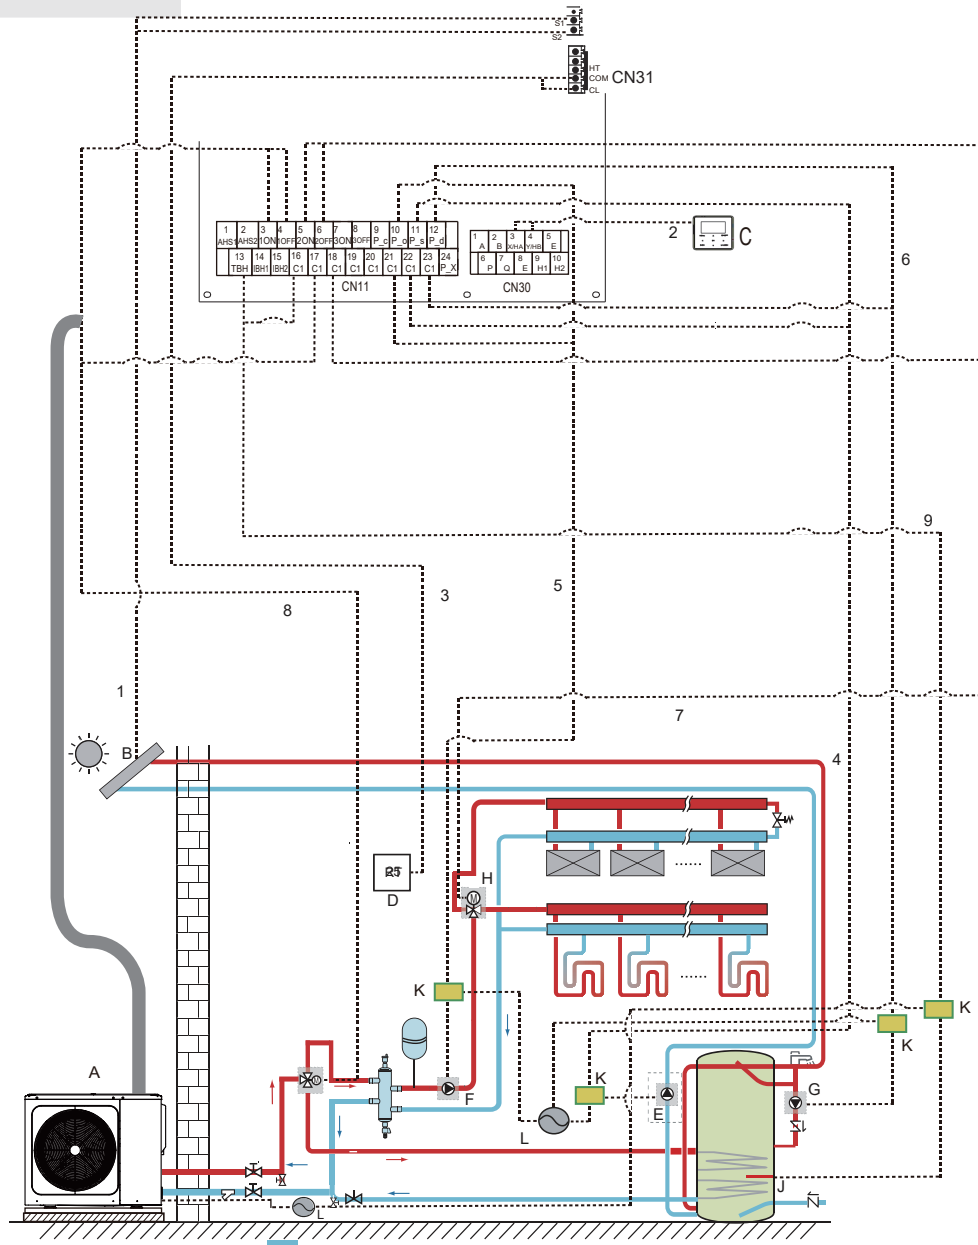 S1
S2
HT
COM CN31
CL
1 2 3 4 5 6 7 8 9 10 11 12
AHS1 AHS2 1ON 1OFF 2ON 2OFF 3ON 3OFF P_c P_o P_s P_d
13 14 15 16 17 18 19 20 21 22 23 24
TBH IBH1 IBH2 C1 C1 C1 C1 C1 C1 C1 C1 P_X
CN11
1 2 3 4 5
A B X/HA Y/HB E
6 7 8 9 10
P Q E H1 H2
CN30
2 C
6
9
5
3
8
1
7
B
4
H
D
M
K
K
K
A
M
F
K
G
E
L
J
L